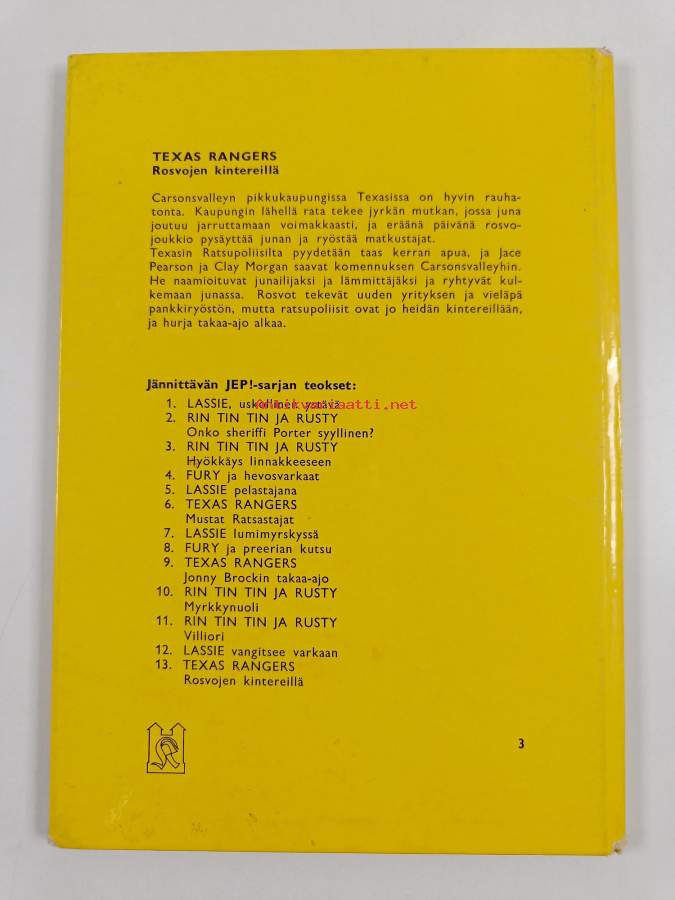 TEXAS RANGERS
Rosvojen kintereillä
Carsonsvalleyn pikkukaupungissa Texasissa on hyvin rauha-
tonta. Kaupungin lähellä rata tekee jyrkän mutkan, jossa juna
joutuu jarruttamaan voimakkaasti, ja eräänä päivänä rosvo-
joukkio pysäyttää junan ja ryöstää matkustajat.
Texasin Ratsupoliisilta pyydetään taas kerran apua, ja Jace
Pearson ja Clay Morgan saavat komennuksen Carsonsvalleyhin.
He naamioituvat junailijaksi ja lämmittäjäksi ja ryhtyvät kul-
kemaan junassa. Rosvot tekevät uuden yrityksen ja vieläpä
pankkiryöstön, mutta ratsupoliisit ovat jo heidän kintereillään,
ja hurja takaa-ajo alkaa.
Jännittävän JEP!-sarjan teokset:
1. LASSIE, uskollinen ystävä
Antikvariaatti.net
2. RIN TIN TIN JA RUSTY
Onko sheriffi Porter syyllinen?
3. RIN TIN TIN JA RUSTY
Hyökkäys linnakkeeseen
4. FURY ja hevosvarkaat
5. LASSIE pelastajana
6. TEXAS RANGERS
Mustat Ratsastajat
7. LASSIE lumimyrskyssä
8. FURY ja preerian kutsu
9. TEXAS RANGERS
Jonny Brockin takaa-ajo
10. RIN TIN TIN JA RUSTY
Myrkkynuoli
11. RIN TIN TIN JA RUSTY
Villiori
12. LASSIE vangitsee varkaan
13. TEXAS RANGERS
Rosvojen kintereillä
3